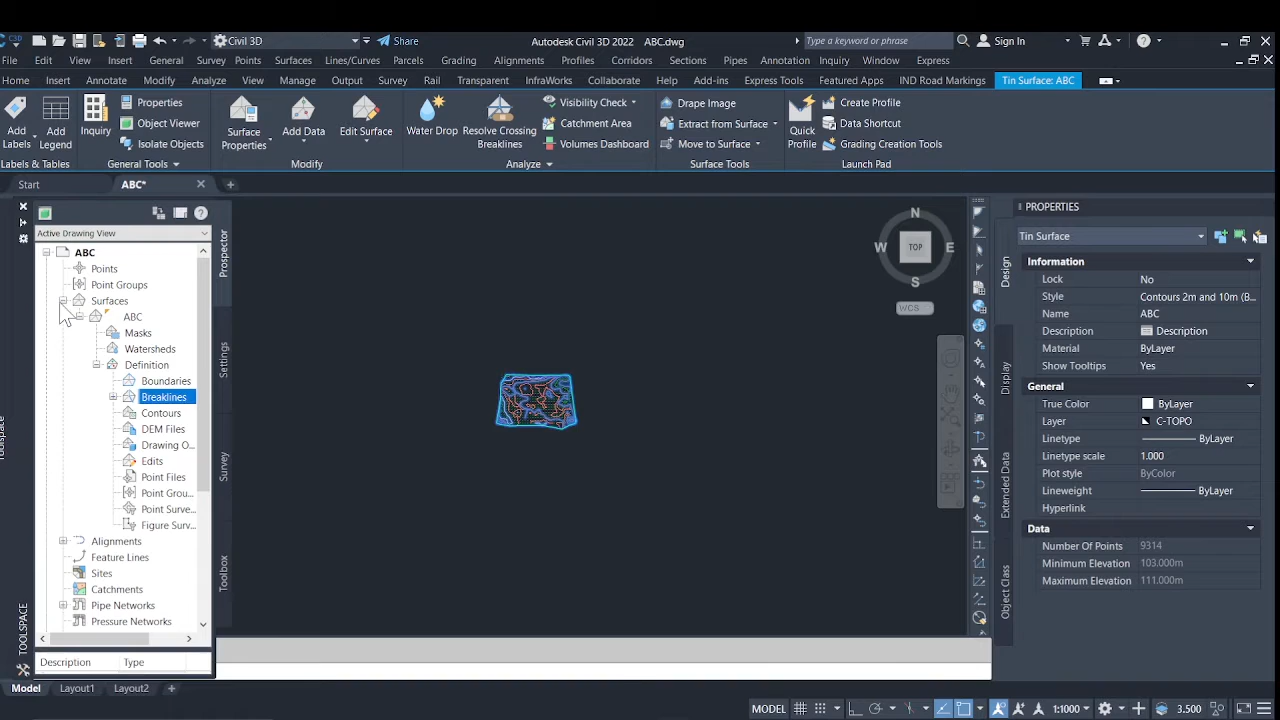 C3D Civil 3D Share Autodesk Civil 3D 2022 ABC.dwg Type a keyword or phrase Sign In
File Edit View Insert General Survey Points Surfaces Lines/Curves Parcels Grading Alignments Profiles Corridors Sections Pipes Annotation Inquiry Window Express
Home Insert Annotate Modify Analyze View Manage Output Survey Rail Transparent InfraWorks Collaborate Help Add-ins Express Tools Featured Apps IND Road Markings Tin Surface: ABC
Add Labels
Add Legend
Labels & Tables
Inquiry
Properties
Object Viewer
Isolate Objects
General Tools
Surface Properties
Add Data
Edit Surface
Modify
Water Drop
Resolve Crossing Breaklines
Visibility Check
Catchment Area
Volumes Dashboard
Analyze
Drape Image
Extract from Surface
Move to Surface
Surface Tools
Quick Profile
Create Profile
Data Shortcut
Grading Creation Tools
Launch Pad
Start
ABC*
Active Drawing View
ABC
Points
Point Groups
Surfaces
ABC
Masks
Watersheds
Definition
Boundaries
Breaklines
Contours
DEM Files
Drawing O...
Edits
Point Files
Point Grou...
Point Surve...
Figure Surv...
Alignments
Feature Lines
Sites
Catchments
Pipe Networks
Pressure Networks
Description Type
Prospector
Settings
Survey
Toolbox
TOOLSPACE
N
W
TOP
E
S
WCS
PROPERTIES
Tin Surface
Design
Display
Extended Data
Object Class
Information
Lock No
Style Contours 2m and 10m (B...
Name ABC
Description Description
Material ByLayer
Show Tooltips Yes
General
True Color ByLayer
Layer C-TOPO
Linetype ByLayer
Linetype scale 1.000
Plot style ByColor
Lineweight ByLayer
Hyperlink
Data
Number Of Points 9314
Minimum Elevation 103.000m
Maximum Elevation 111.000m
Model Layout1 Layout2
MODEL 1:1000 3.500